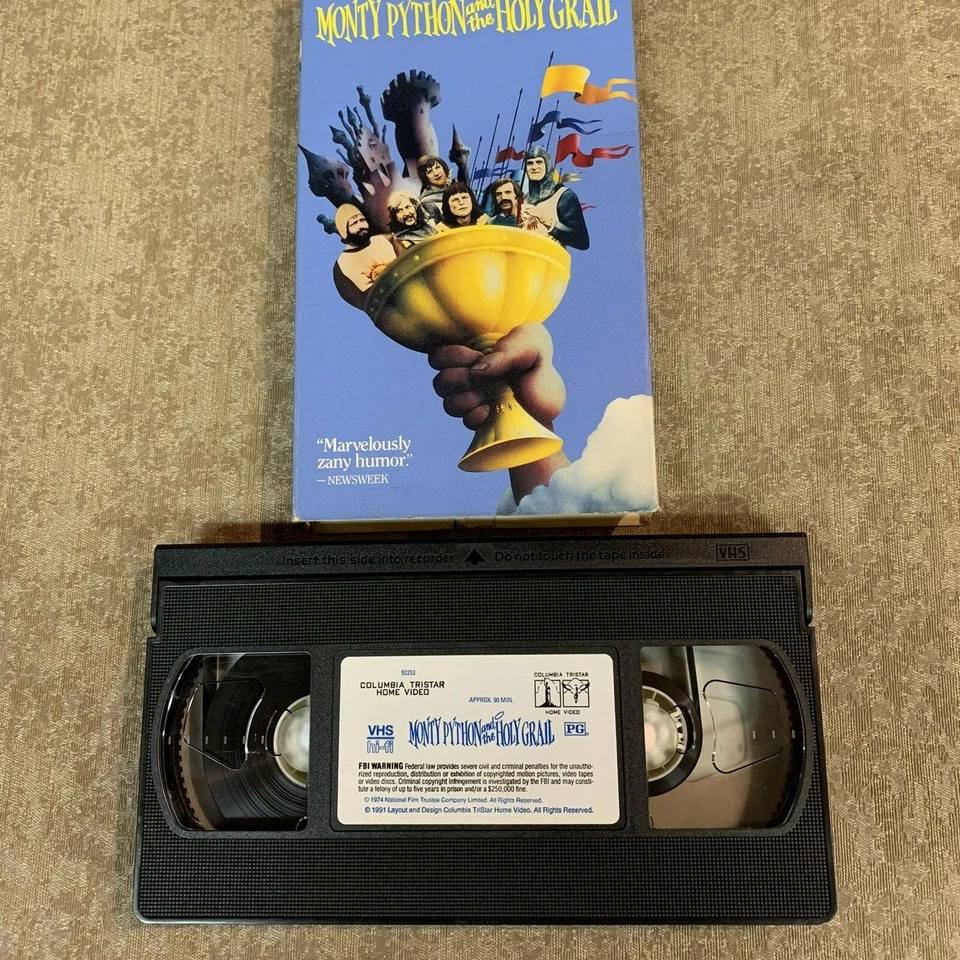 MONTY PYTHON and the HOLY GRAIL
“Marvelously
zany humor.”
— NEWSWEEK
Insert this side into recorder Do not touch the tape inside VHS
92253
COLUMBIA TRISTAR
HOME VIDEO
APPROX. 90 MIN.
COLUMBIA TRISTAR
HOME VIDEO
VHS
hi-fi
MONTY PYTHON and the HOLY GRAIL
PG
FBI WARNING Federal law provides severe civil and criminal penalties for the unautho-
rized reproduction, distribution or exhibition of copyrighted motion pictures, video tapes
or video discs. Criminal copyright infringement is investigated by the FBI and may consti-
tute a felony of up to five years in prison and/or a $250,000 fine.
© 1974 National Film Trustee Company Limited. All Rights Reserved.
© 1991 Layout and Design Columbia TriStar Home Video. All Rights Reserved.